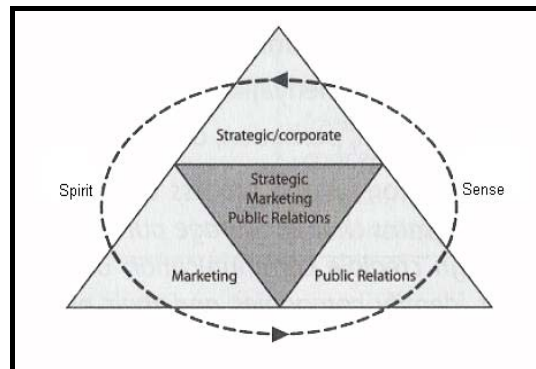 Strategic/corporate
Spirit
Strategic
Marketing
Public Relations
Sense
Marketing
Public Relations